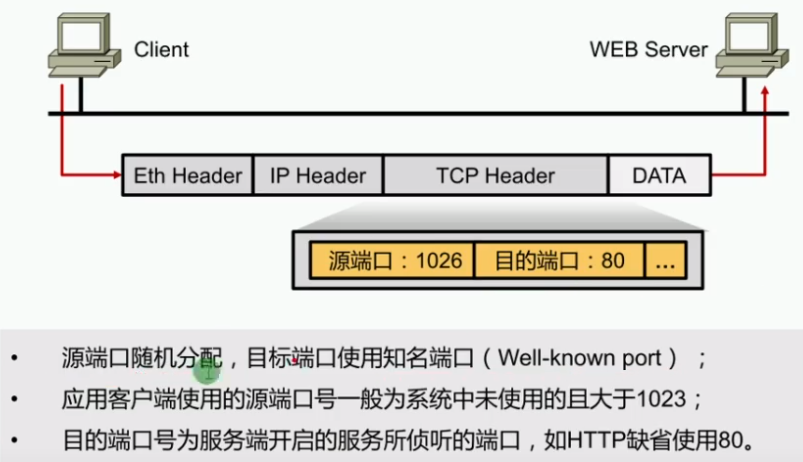 Client
WEB Server
Eth Header IP Header TCP Header DATA
源端口：1026 目的端口：80 ...
• 源端口随机分配，目标端口使用知名端口（Well-known port）；
• 应用客户端使用的源端口号一般为系统中未使用的且大于1023；
• 目的端口号为服务端开启的服务所侦听的端口，如HTTP缺省使用80。